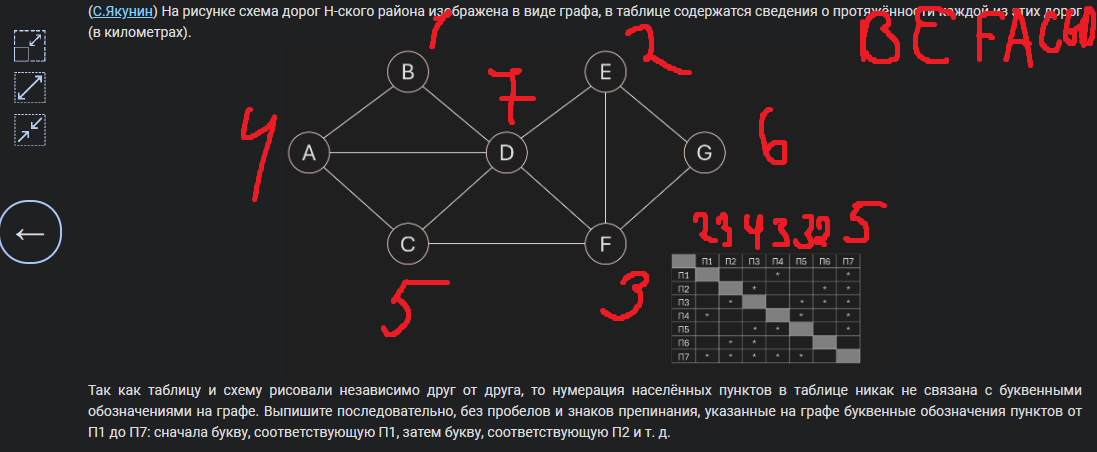 (С.Якунин) На рисунке схема дорог Н-ского района изображена в виде графа, в таблице содержатся сведения о протяжённости каждой из этих дорог
(в километрах).
BEFACGD
1
2
B
E
7
4
A
D
G
6
C
F
5
3
2 3 4 3 3 2 5
П1 П2 П3 П4 П5 П6 П7
П1 * *
П2 * * *
П3 * * * *
П4 * * *
П5 * * *
П6 * *
П7 * * * * *
Так как таблицу и схему рисовали независимо друг от друга, то нумерация населённых пунктов в таблице никак не связана с буквенными
обозначениями на графе. Выпишите последовательно, без пробелов и знаков препинания, указанные на графе буквенные обозначения пунктов от
П1 до П7: сначала букву, соответствующую П1, затем букву, соответствующую П2 и т. д.